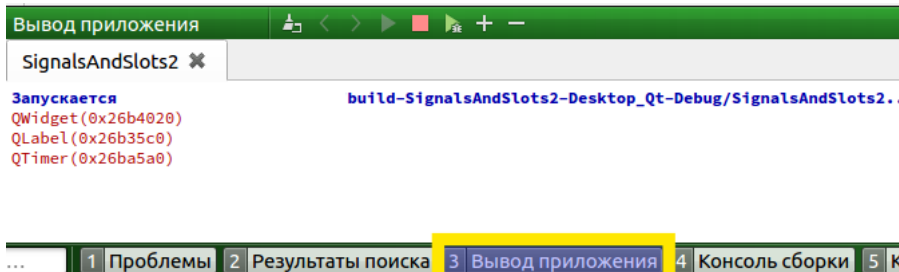 Вывод приложения
SignalsAndSlots2 ✖
Запускается build-SignalsAndSlots2-Desktop_Qt-Debug/SignalsAndSlots2..
QWidget(0x26b4020)
QLabel(0x26b35c0)
QTimer(0x26ba5a0)
... 1 Проблемы 2 Результаты поиска 3 Вывод приложения 4 Консоль сборки 5